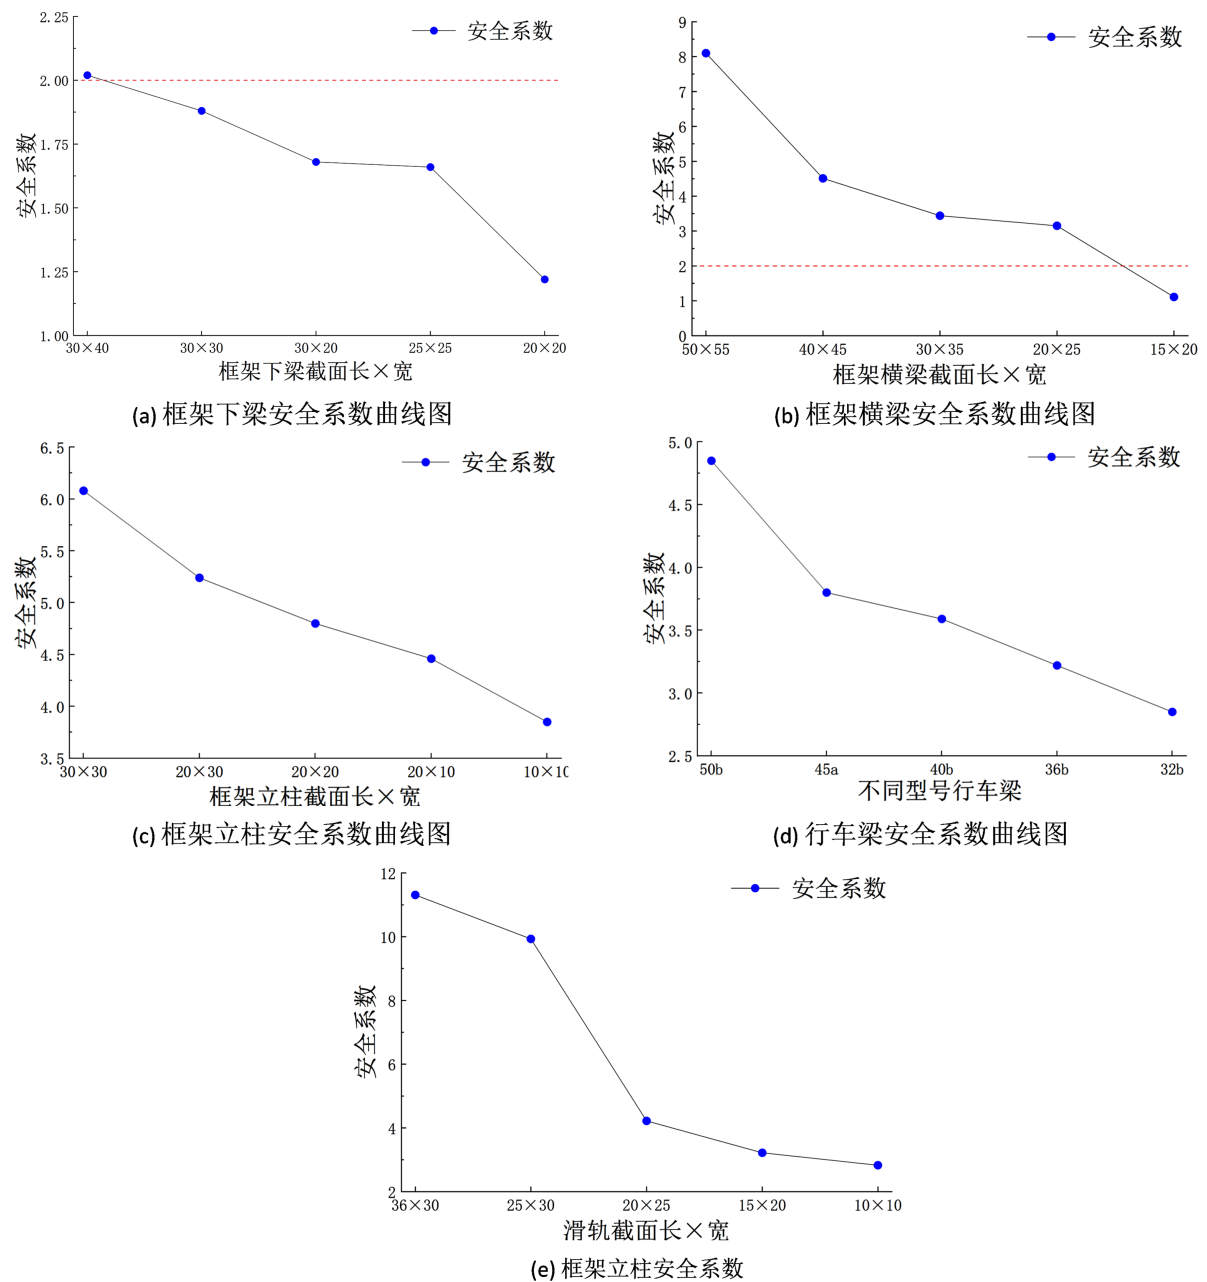 2.25
2.00
1.75
1.50
1.25
1.00
安全系数
安全系数
30×40 30×30 30×20 25×25 20×20
框架下梁截面长×宽
(a) 框架下梁安全系数曲线图
9
8
7
6
5
4
3
2
1
0
安全系数
安全系数
50×55 40×45 30×35 20×25 15×20
框架横梁截面长×宽
(b) 框架横梁安全系数曲线图
6.5
6.0
5.5
5.0
4.5
4.0
3.5
安全系数
安全系数
30×30 20×30 20×20 20×10 10×10
框架立柱截面长×宽
(c) 框架立柱安全系数曲线图
5.0
4.5
4.0
3.5
3.0
2.5
安全系数
安全系数
50b 45a 40b 36b 32b
不同型号行车梁
(d) 行车梁安全系数曲线图
12
10
8
6
4
2
安全系数
安全系数
36×30 25×30 20×25 15×20 10×10
滑轨截面长×宽
(e) 框架立柱安全系数